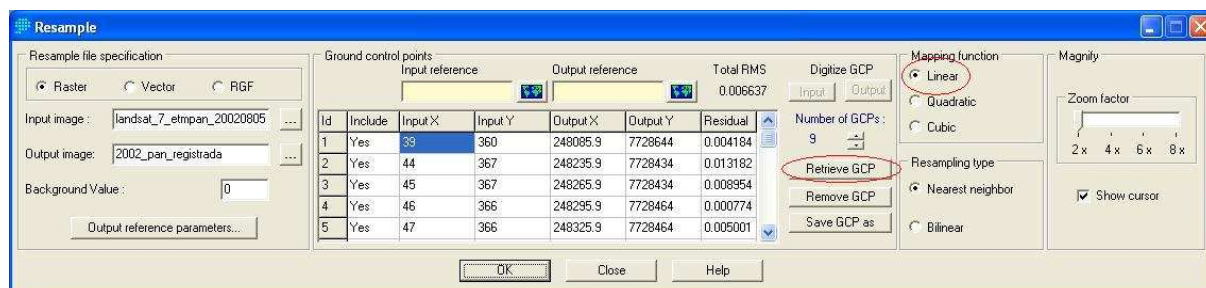 Resample
Resample file specification
Raster Vector RGF
Input image : landsat_7_etmpan_20020805 ...
Output image: 2002_pan_registrada ...
Background Value : 0
Output reference parameters...
Ground control points
Input reference Output reference Total RMS
0.006637
Id Include Input X Input Y Output X Output Y Residual
1 Yes 39 360 248085.9 7728644 0.004184
2 Yes 44 367 248235.9 7728434 0.013182
3 Yes 45 367 248265.9 7728434 0.008954
4 Yes 46 366 248295.9 7728464 0.000774
5 Yes 47 366 248325.9 7728464 0.005001
Digitize GCP
Input Output
Number of GCPs :
9
Retrieve GCP
Remove GCP
Save GCP as
Mapping function
Linear
Quadratic
Cubic
Resampling type
Nearest neighbor
Bilinear
Magnify
Zoom factor
2 x 4 x 6 x 8 x
Show cursor
OK Close Help